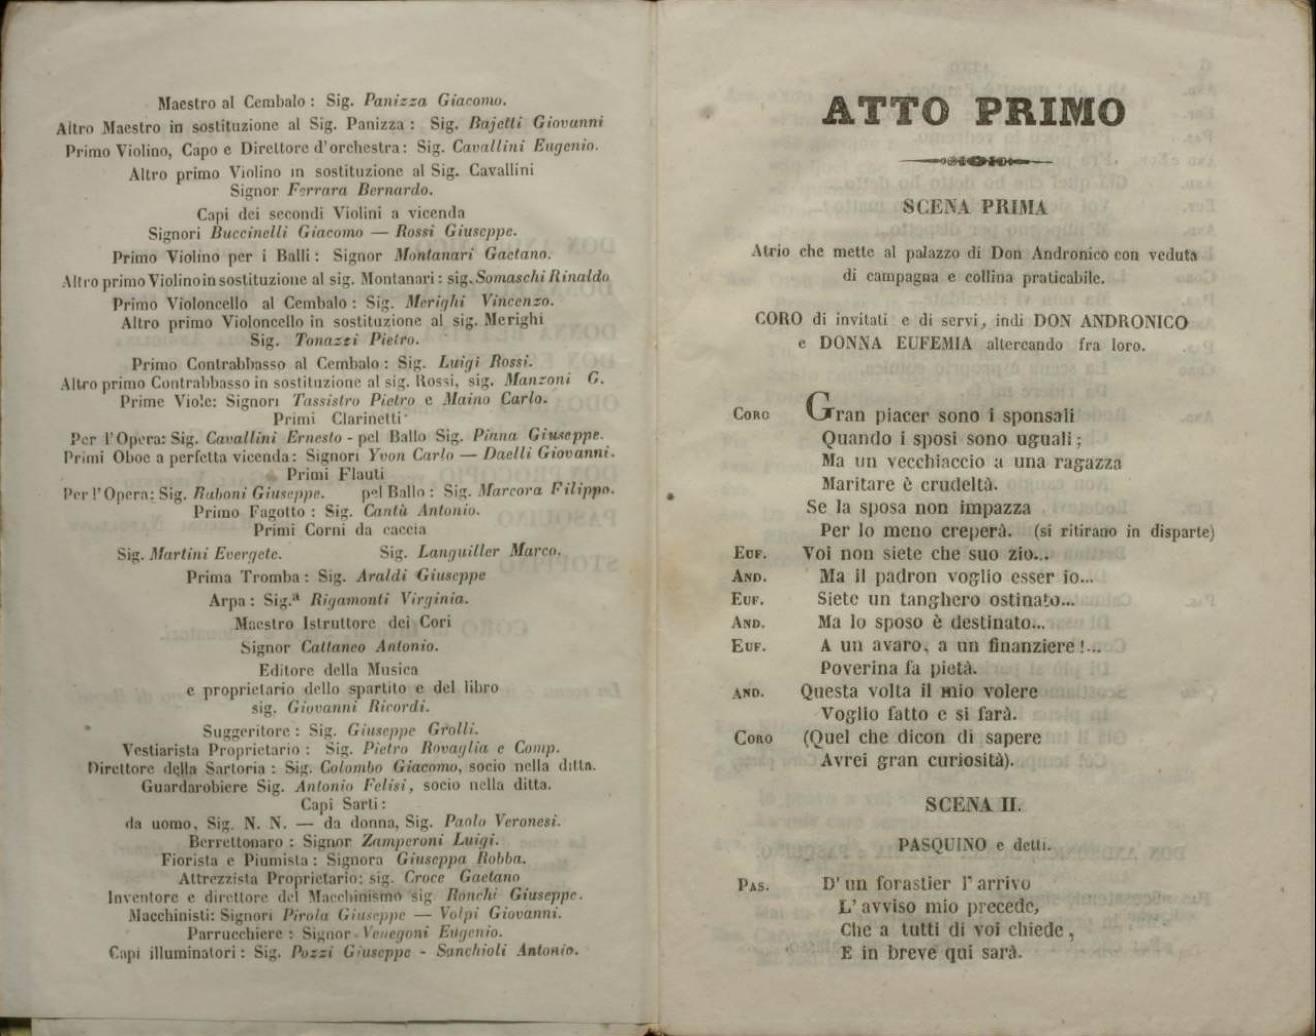 Maestro al Cembalo : Sig. Panizza Giacomo.
Altro Maestro in sostituzione al Sig. Panizza : Sig. Bajetti Giovanni
Primo Violino, Capo e Direttore d'orchestra: Sig. Cavallini Eugenio.
Altro primo Violino in sostituzione al Sig. Cavallini
Signor Ferrara Bernardo.
Capi dei secondi Violini a vicenda
Signori Buccinelli Giacomo — Rossi Giuseppe.
Primo Violino per i Balli : Signor Montanari Gaetano.
Altro primo Violino in sostituzione al sig. Montanari : sig. Somaschi Rinaldo
Primo Violoncello al Cembalo : Sig. Merighi Vincenzo.
Altro primo Violoncello in sostituzione al sig. Merighi
Sig. Tonazzi Pietro.
Primo Contrabbasso al Cembalo : Sig. Luigi Rossi.
Altro primo Contrabbasso in sostituzione al sig. Rossi, sig. Manzoni G.
Prime Viole: Signori Tassistro Pietro e Maino Carlo.
Primi Clarinetti
Per l'Opera: Sig. Cavallini Ernesto - pel Ballo Sig. Piana Giuseppe.
Primi Oboe a perfetta vicenda: Signori Yvon Carlo — Daelli Giovanni.
Primi Flauti
Per l'Opera: Sig. Raboni Giuseppe. pel Ballo : Sig. Marcora Filippo.
Primo Fagotto : Sig. Cantù Antonio.
Primi Corni da caccia
Sig. Martini Evergete. Sig. Languiller Marco.
Prima Tromba : Sig. Araldi Giuseppe
Arpa : Sig.ª Rigamonti Virginia.
Maestro Istruttore dei Cori
Signor Cattaneo Antonio.
Editore della Musica
e proprietario dello spartito e del libro
sig. Giovanni Ricordi.
Suggeritore : Sig. Giuseppe Grolli.
Vestiarista Proprietario : Sig. Pietro Rovaglia e Comp.
Direttore della Sartoria : Sig. Colombo Giacomo, socio nella ditta.
Guardarobiere Sig. Antonio Felisi, socio nella ditta.
Capi Sarti :
da uomo, Sig. N. N. — da donna, Sig. Paolo Veronesi.
Berrettonaro : Signor Zamperoni Luigi.
Fiorista e Piumista : Signora Giuseppa Robba.
Attrezzista Proprietario: sig. Croce Gaetano
Inventore e direttore del Macchinismo sig. Ronchi Giuseppe.
Macchinisti: Signori Pirola Giuseppe — Volpi Giovanni.
Parrucchiere : Signor Venegoni Eugenio.
Capi illuminatori : Sig. Pozzi Giuseppe - Sanchioli Antonio.
ATTO PRIMO
SCENA PRIMA
Atrio che mette al palazzo di Don Andronico con veduta
di campagna e collina praticabile.
CORO di invitati e di servi, indi DON ANDRONICO
e DONNA EUFEMIA altercando fra loro.
CORO Gran piacer sono i sponsali
Quando i sposi sono uguali ;
Ma un vecchiaccio a una ragazza
Maritare è crudeltà.
Se la sposa non impazza
Per lo meno creperà. (si ritirano in disparte)
EUF. Voi non siete che suo zio...
AND. Ma il padron voglio esser io...
EUF. Siete un tanghero ostinato...
AND. Ma lo sposo è destinato...
EUF. A un avaro, a un finanziere !...
Poverina fa pietà.
AND. Questa volta il mio volere
Voglio fatto e si farà.
CORO (Quel che dicon di sapere
Avrei gran curiosità).
SCENA II.
PASQUINO e detti.
PAS. D' un forastier l' arrivo
L' avviso mio precede,
Che a tutti di voi chiede ,
E in breve qui sarà.